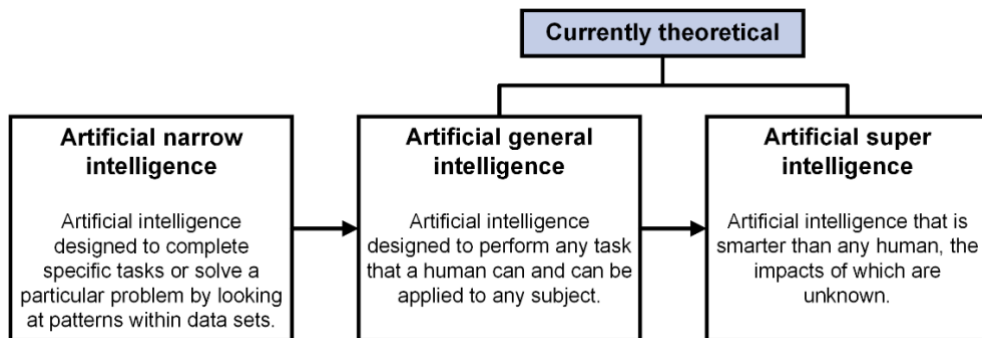 Currently theoretical
Artificial narrow
intelligence
Artificial intelligence
designed to complete
specific tasks or solve a
particular problem by looking
at patterns within data sets.
Artificial general
intelligence
Artificial intelligence
designed to perform any task
that a human can and can be
applied to any subject.
Artificial super
intelligence
Artificial intelligence that is
smarter than any human, the
impacts of which are
unknown.